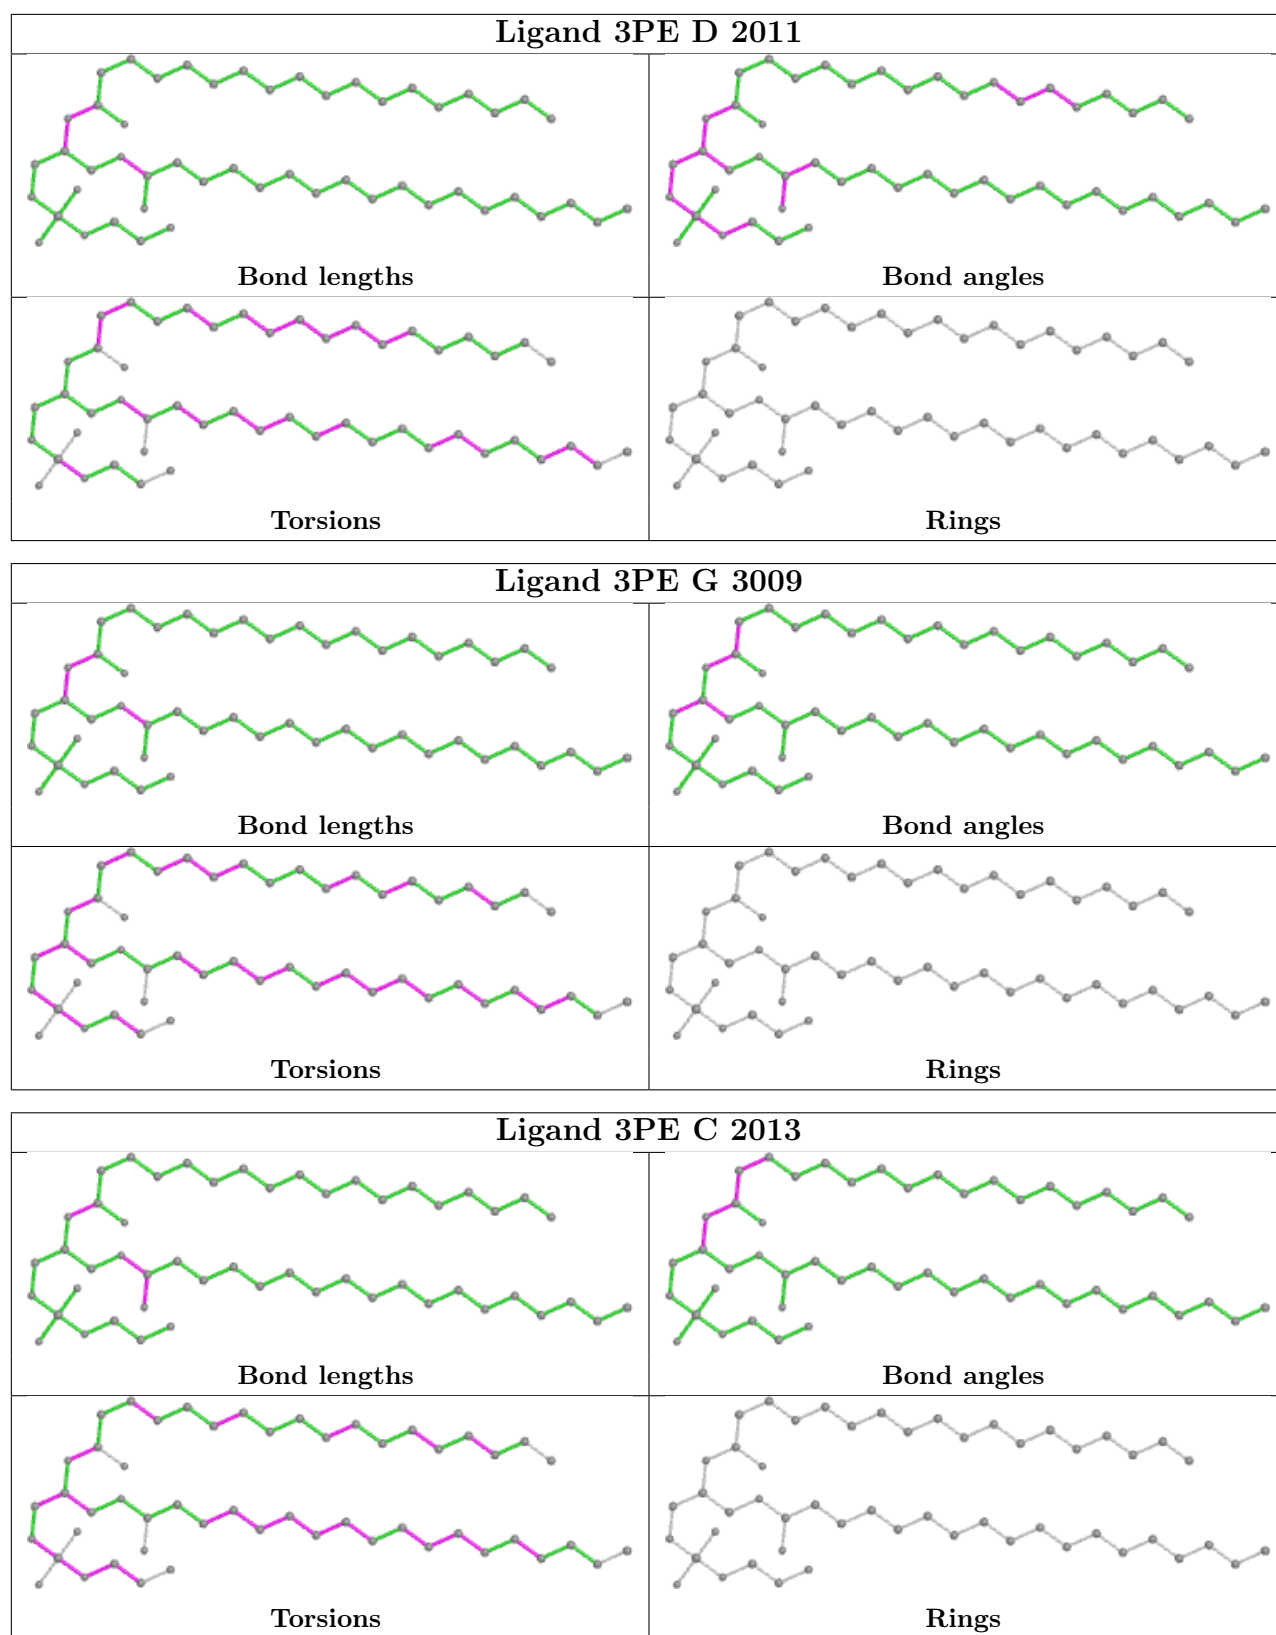 Ligand 3PE D 2011
Bond lengths
Bond angles
Torsions
Rings
Ligand 3PE G 3009
Bond lengths
Bond angles
Torsions
Rings
Ligand 3PE C 2013
Bond lengths
Bond angles
Torsions
Rings